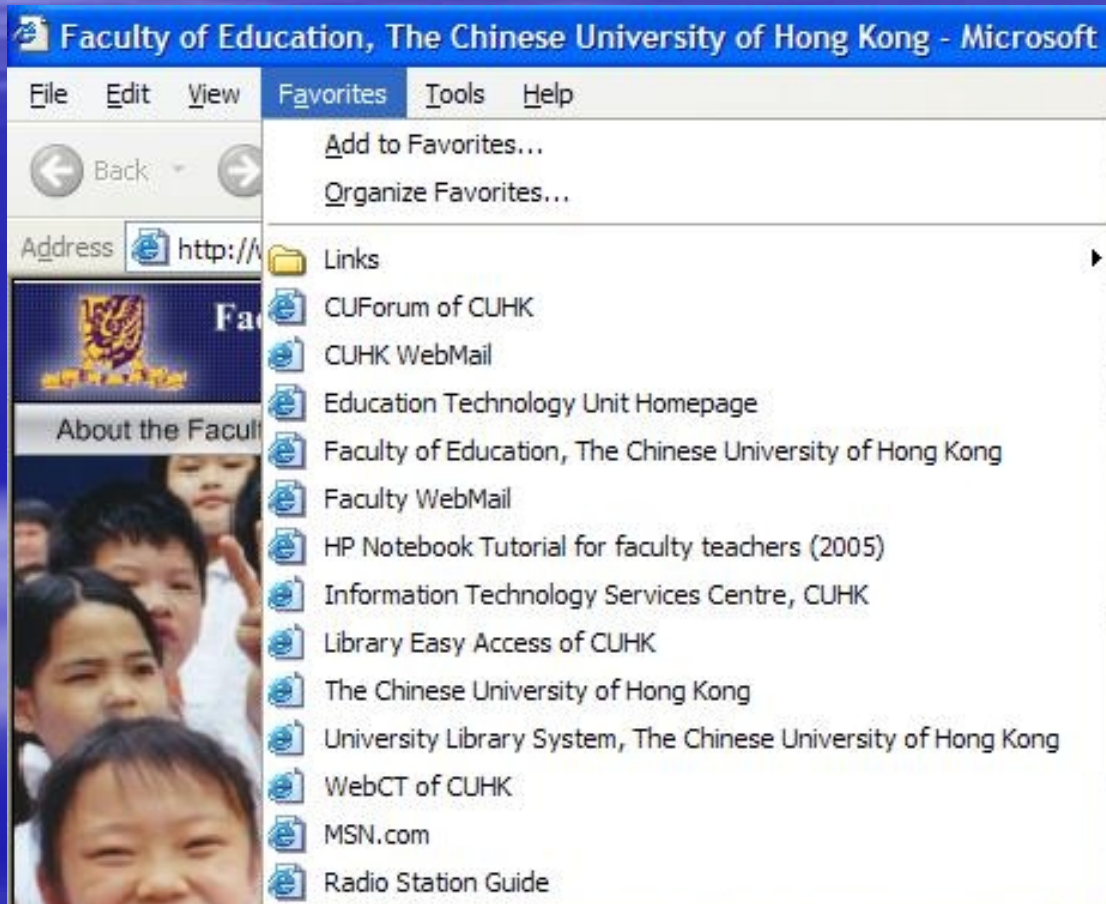 Faculty of Education, The Chinese University of Hong Kong - Microsoft
File Edit View Favorites Tools Help
Add to Favorites...
Back
Organize Favorites...
Address http://
Links
CUForum of CUHK
CUHK WebMail
Education Technology Unit Homepage
About the
Faculty of Education, The Chinese University of Hong Kong
Faculty WebMail
HP Notebook Tutorial for faculty teachers (2005)
Information Technology Services Centre, CUHK
Library Easy Access of CUHK
The Chinese University of Hong Kong
University Library System, The Chinese University of Hong Kong
WebCT of CUHK
MSN.com
Radio Station Guide